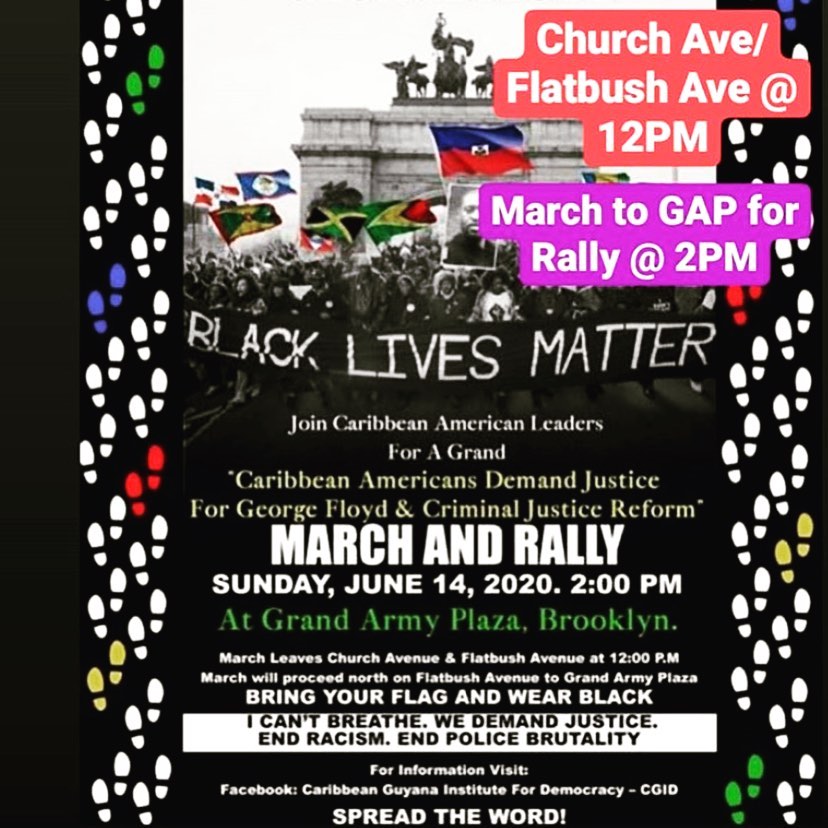 Church Ave/
Flatbush Ave @
12PM
March to GAP for
Rally @ 2PM
BLACK LIVES MATTER
Join Caribbean American Leaders
For A Grand
"Caribbean Americans Demand Justice
For George Floyd & Criminal Justice Reform"
MARCH AND RALLY
SUNDAY, JUNE 14, 2020. 2:00 PM
At Grand Army Plaza, Brooklyn.
March Leaves Church Avenue & Flatbush Avenue at 12:00 P.M
March will proceed north on Flatbush Avenue to Grand Army Plaza
BRING YOUR FLAG AND WEAR BLACK
I CAN'T BREATHE. WE DEMAND JUSTICE.
END RACISM. END POLICE BRUTALITY
For Information Visit:
Facebook: Caribbean Guyana Institute For Democracy – CGID
SPREAD THE WORD!